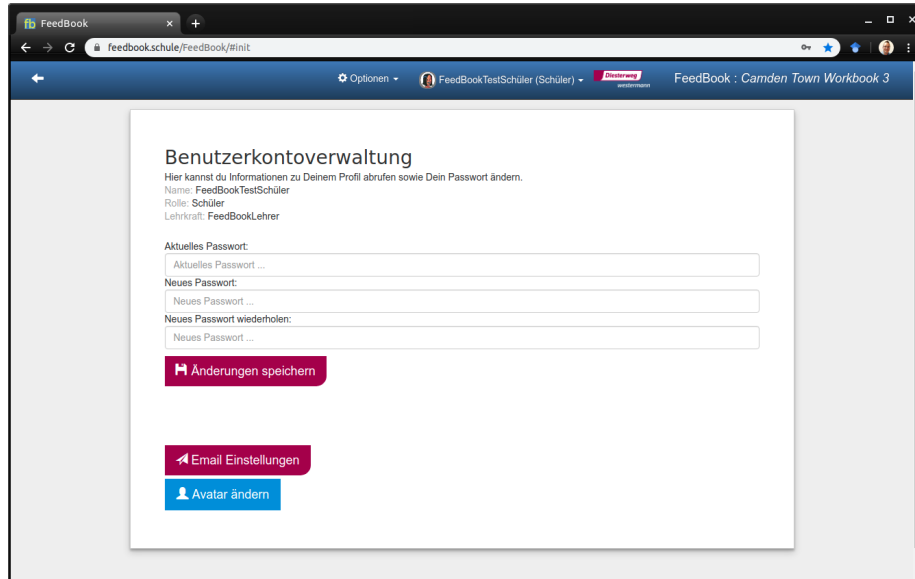 fb FeedBook
feedbook.schule/FeedBook/#init
Optionen
FeedBookTestSchüler (Schüler)
Diesterweg
westermann
FeedBook : Camden Town Workbook 3
Benutzerkontoverwaltung
Hier kannst du Informationen zu Deinem Profil abrufen sowie Dein Passwort ändern.
Name: FeedBookTestSchüler
Rolle: Schüler
Lehrkraft: FeedBookLehrer
Aktuelles Passwort:
Aktuelles Passwort ...
Neues Passwort:
Neues Passwort ...
Neues Passwort wiederholen:
Neues Passwort ...
Änderungen speichern
Email Einstellungen
Avatar ändern